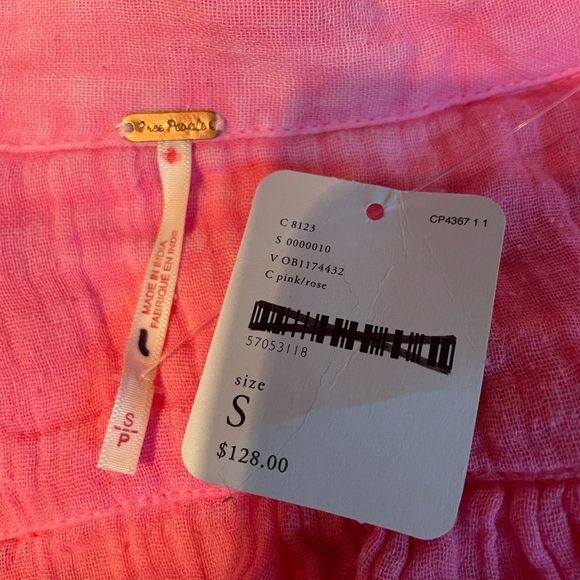 Free People
MADE IN INDIA
FABRIQUÉ EN INDE
S/P
CP4367 1 1
C 8123
S 0000010
V OB1174432
C pink/rose
57053118
size
S
$128.00